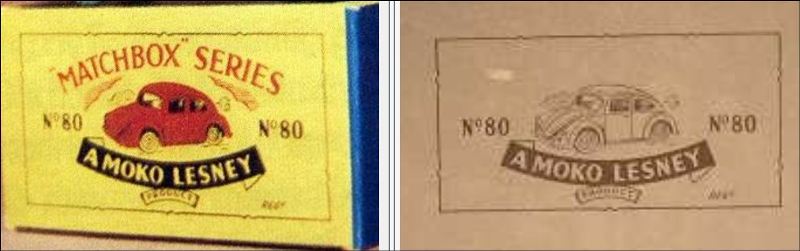 "MATCHBOX" SERIES
Nº80
Nº80
A MOKO LESNEY
PRODUCT
Nº80
Nº80
A MOKO LESNEY
PRODUCT